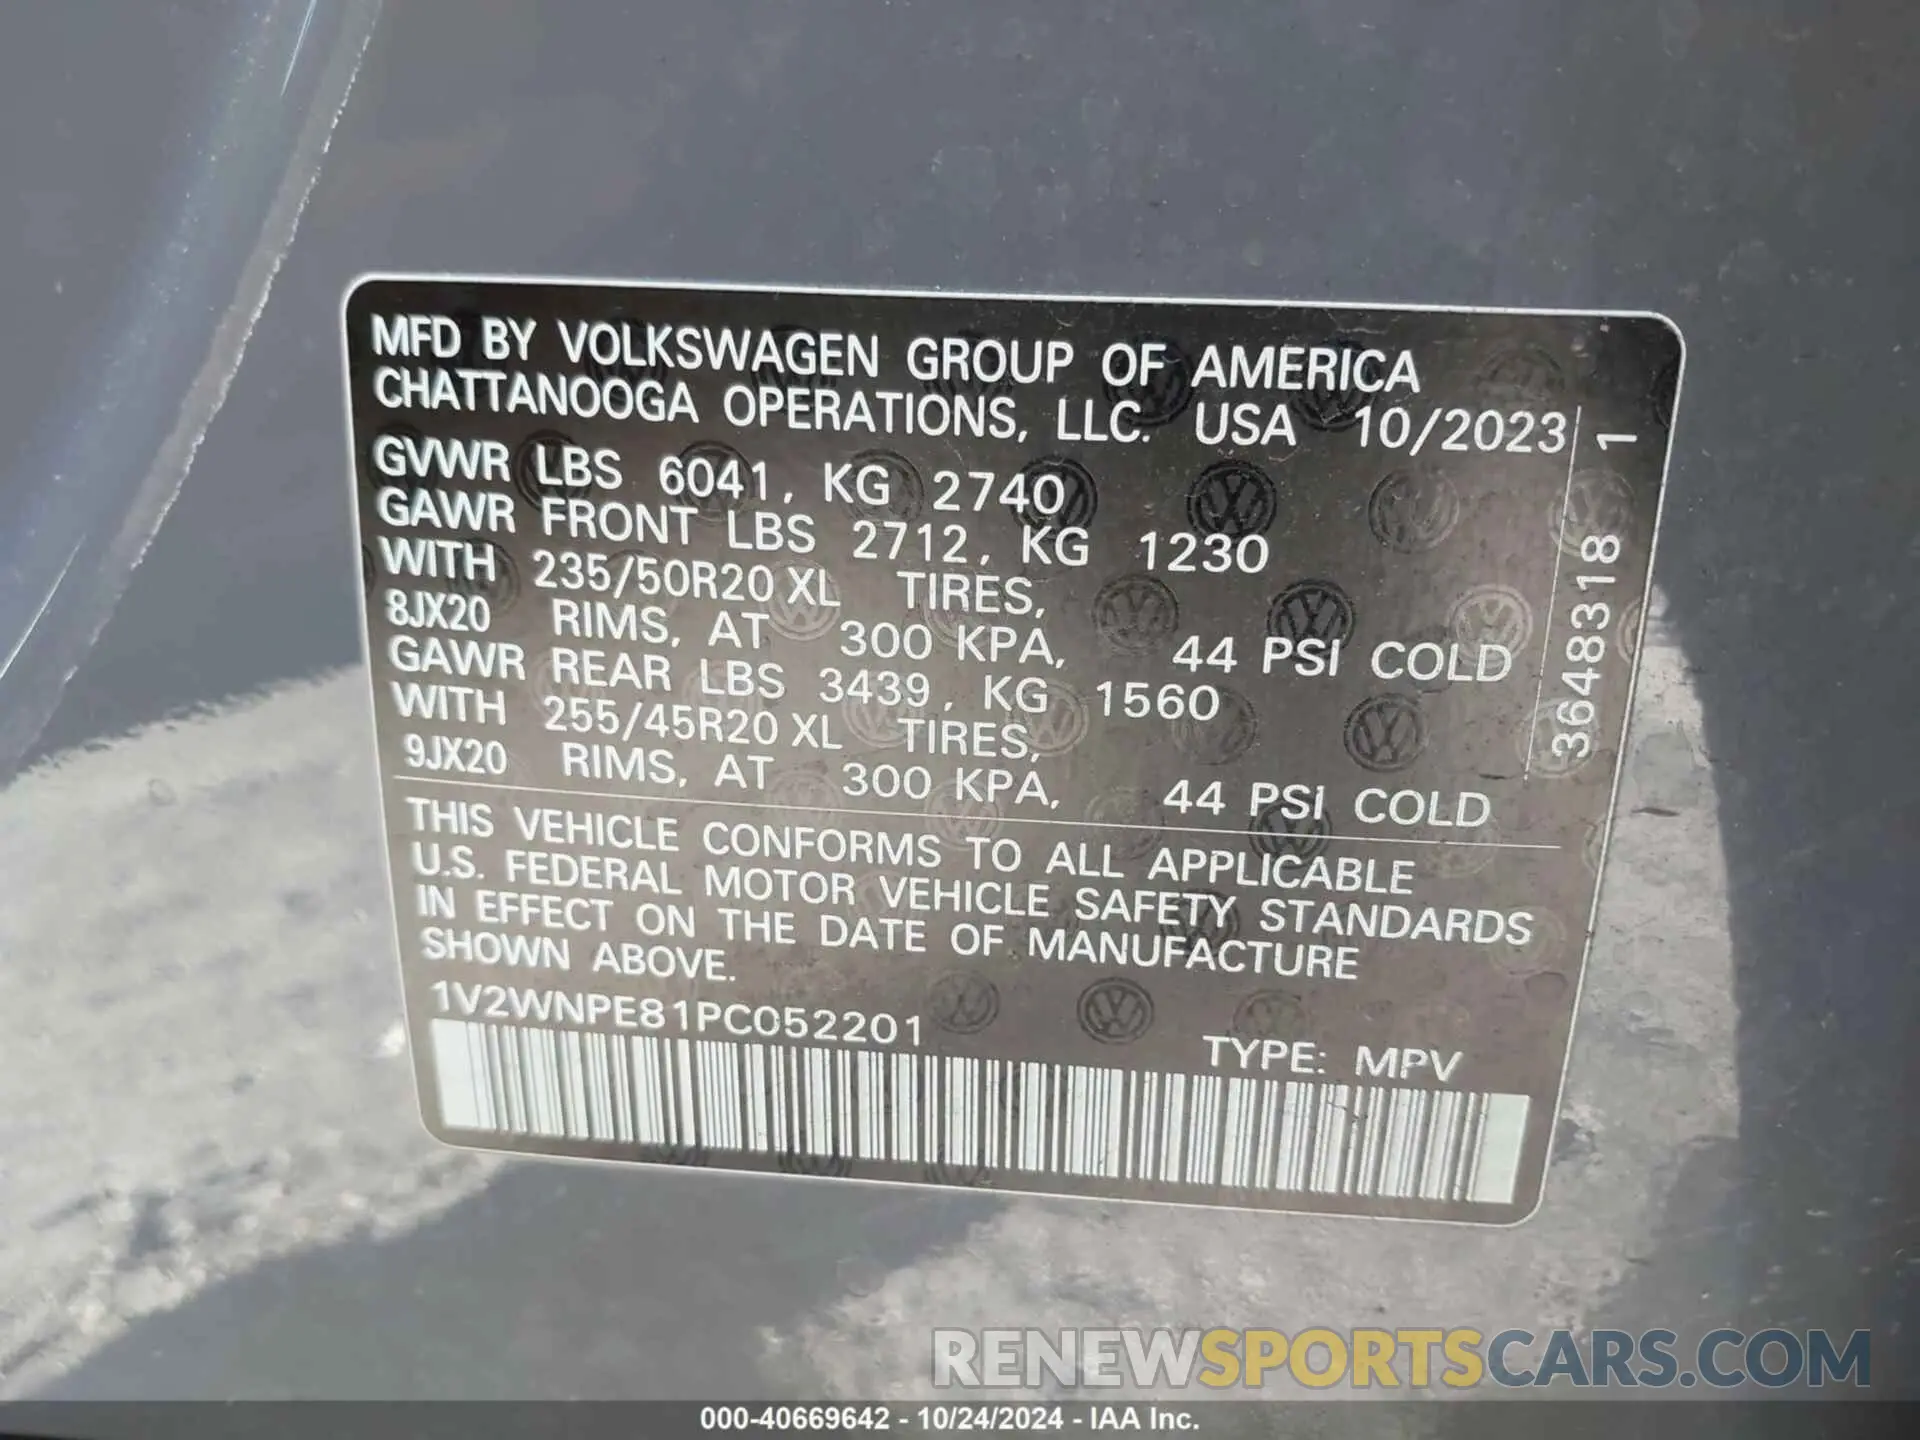 MFD BY VOLKSWAGEN GROUP OF AMERICA
CHATTANOOGA OPERATIONS, LLC. USA 10/2023
GVWR LBS 6041, KG 2740
GAWR FRONT LBS 2712, KG 1230
WITH 235/50R20 XL TIRES,
8JX20 RIMS, AT 300 KPA, 44 PSI COLD
GAWR REAR LBS 3439, KG 1560
WITH 255/45R20 XL TIRES,
9JX20 RIMS, AT 300 KPA, 44 PSI COLD
THIS VEHICLE CONFORMS TO ALL APPLICABLE
U.S. FEDERAL MOTOR VEHICLE SAFETY STANDARDS
IN EFFECT ON THE DATE OF MANUFACTURE
SHOWN ABOVE.
1V2WNPE81PC052201
TYPE: MPV
3648318 1
RENEWSPORTSCARS.COM
000-40669642 - 10/24/2024 - IAA Inc.